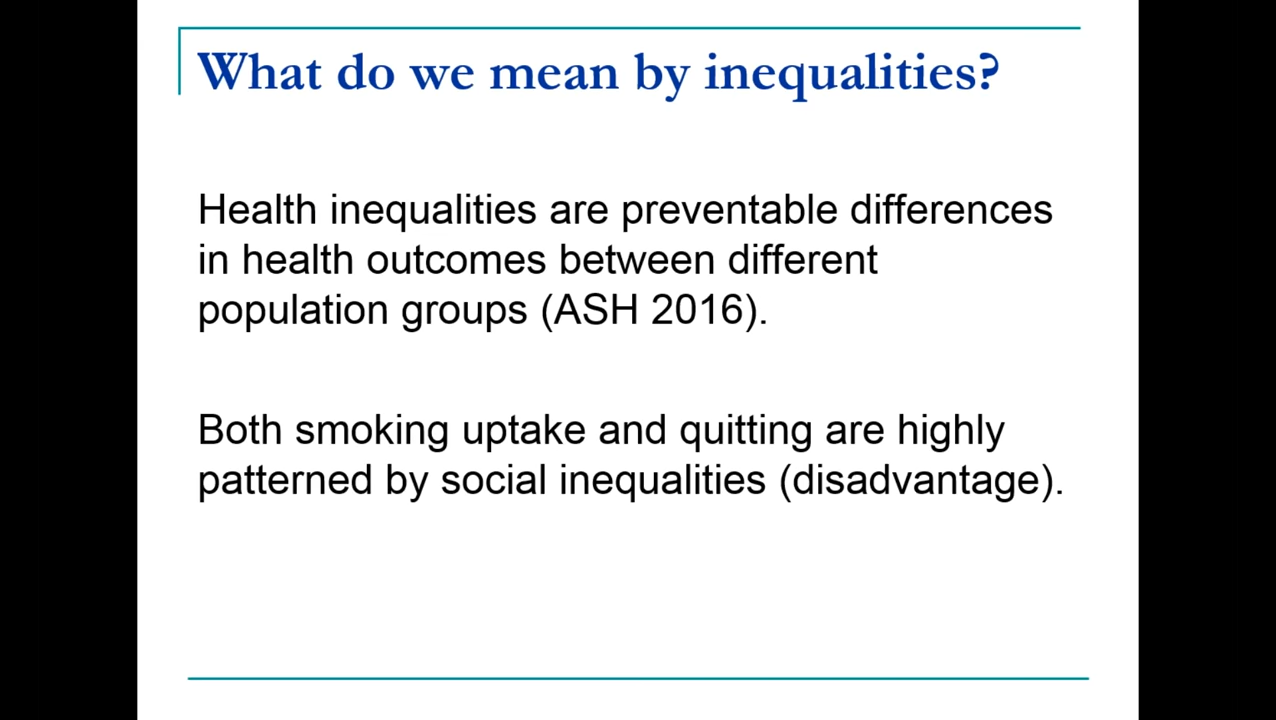 What do we mean by inequalities?
Health inequalities are preventable differences
in health outcomes between different
population groups (ASH 2016).
Both smoking uptake and quitting are highly
patterned by social inequalities (disadvantage).